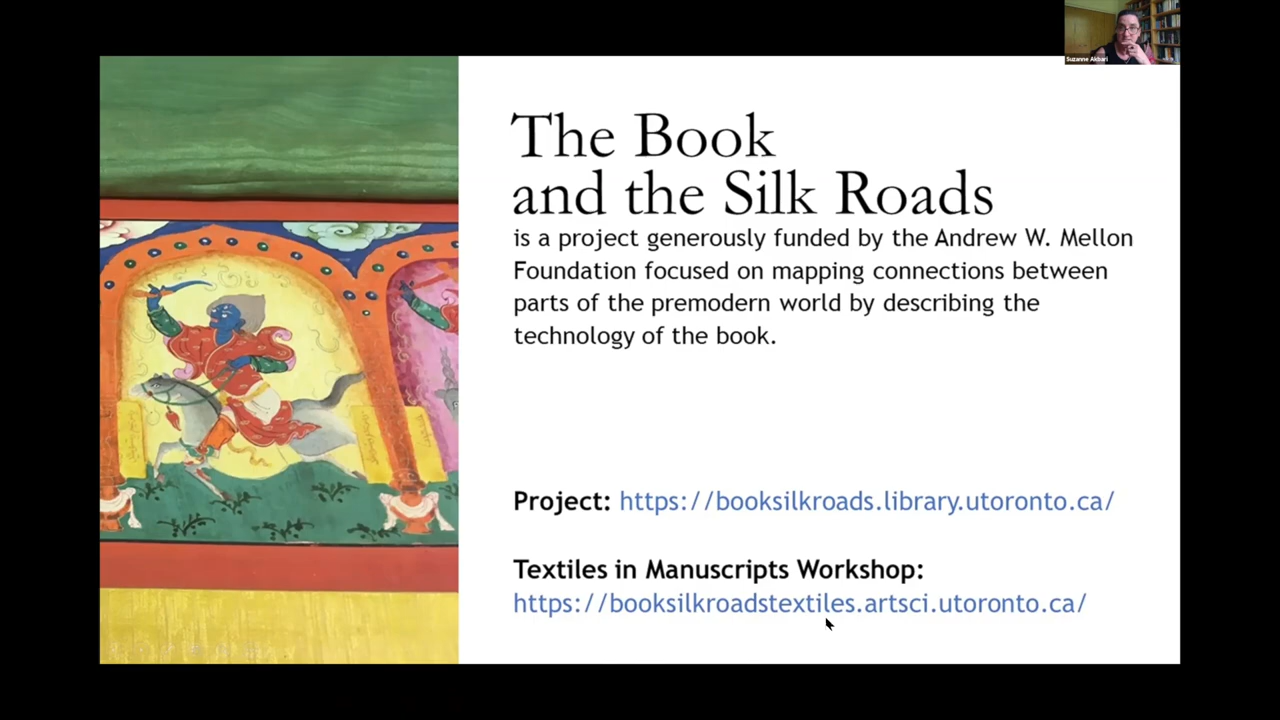 Suzanne Akbari
The Book
and the Silk Roads
is a project generously funded by the Andrew W. Mellon
Foundation focused on mapping connections between
parts of the premodern world by describing the
technology of the book.
Project: https://booksilkroads.library.utoronto.ca/
Textiles in Manuscripts Workshop:
https://booksilkroadstextiles.artsci.utoronto.ca/